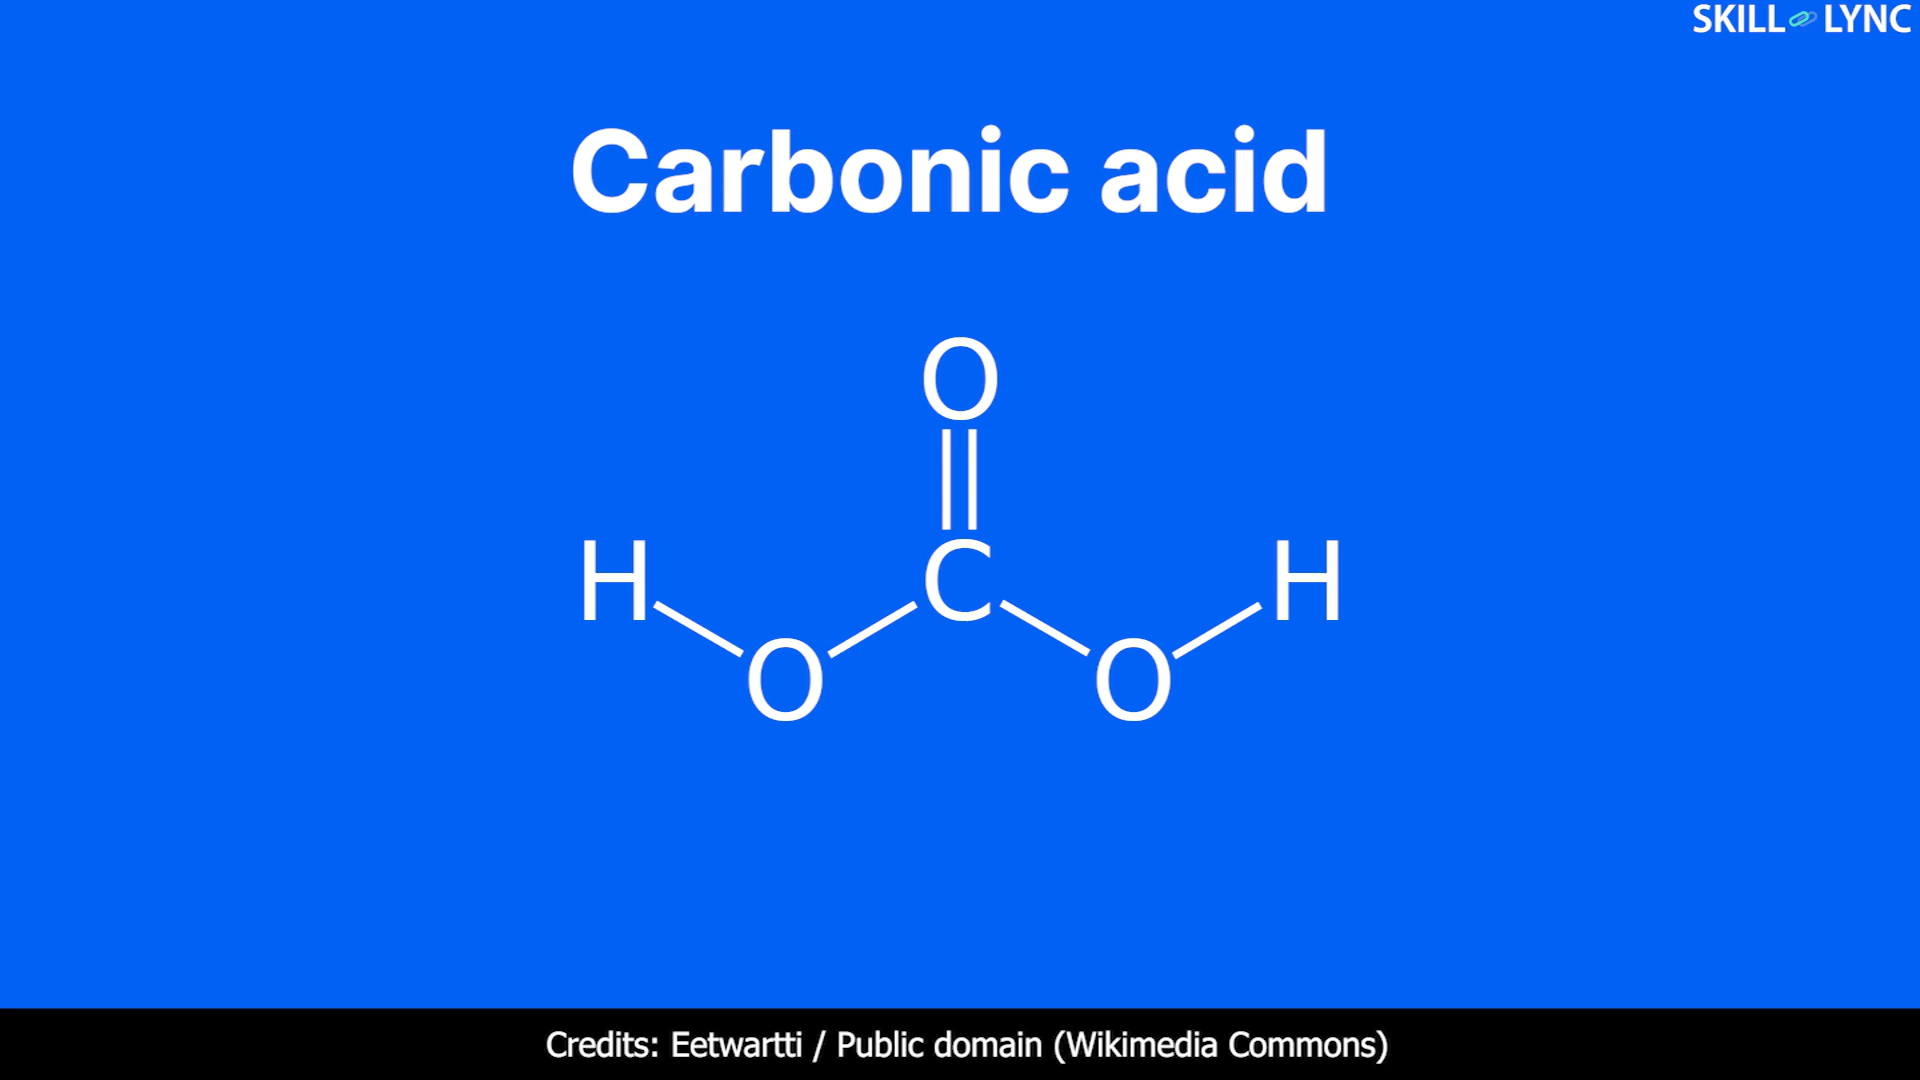 SKILL LYNC
Carbonic acid
O
H C H
O O
Credits: Eetwartti / Public domain (Wikimedia Commons)